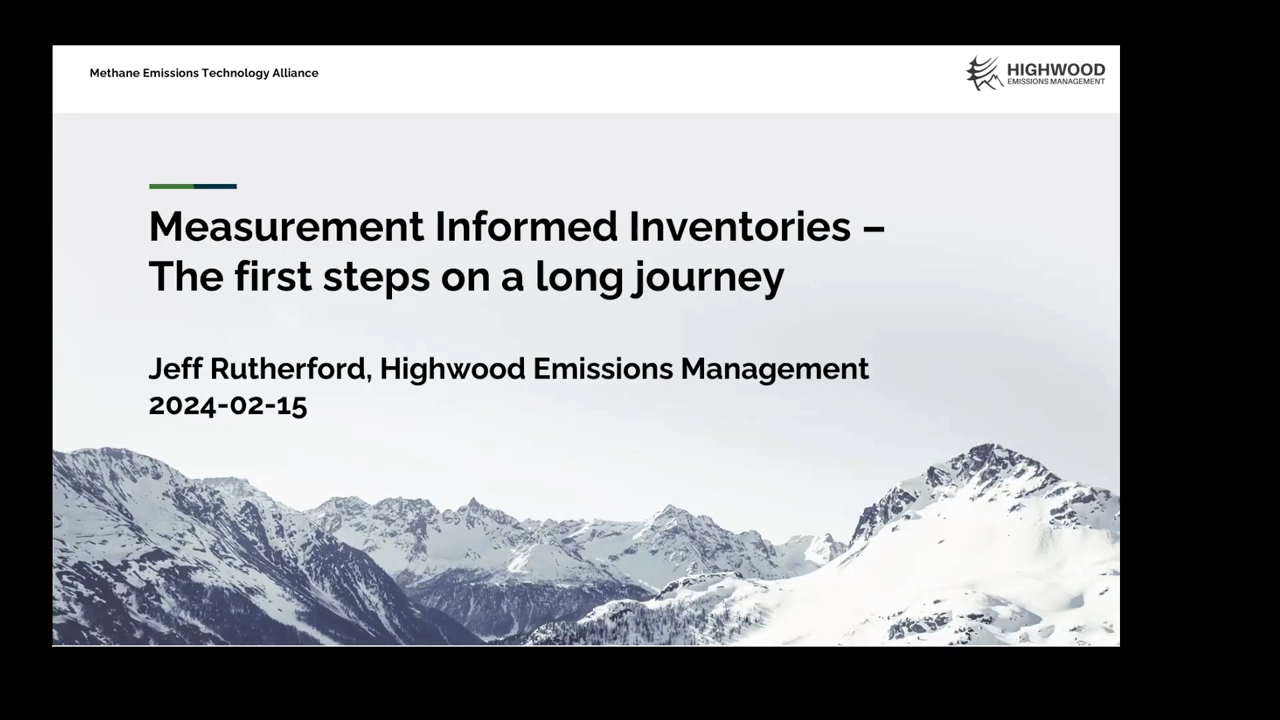 Methane Emissions Technology Alliance
HIGHWOOD
EMISSIONS MANAGEMENT
Measurement Informed Inventories –
The first steps on a long journey
Jeff Rutherford, Highwood Emissions Management
2024-02-15